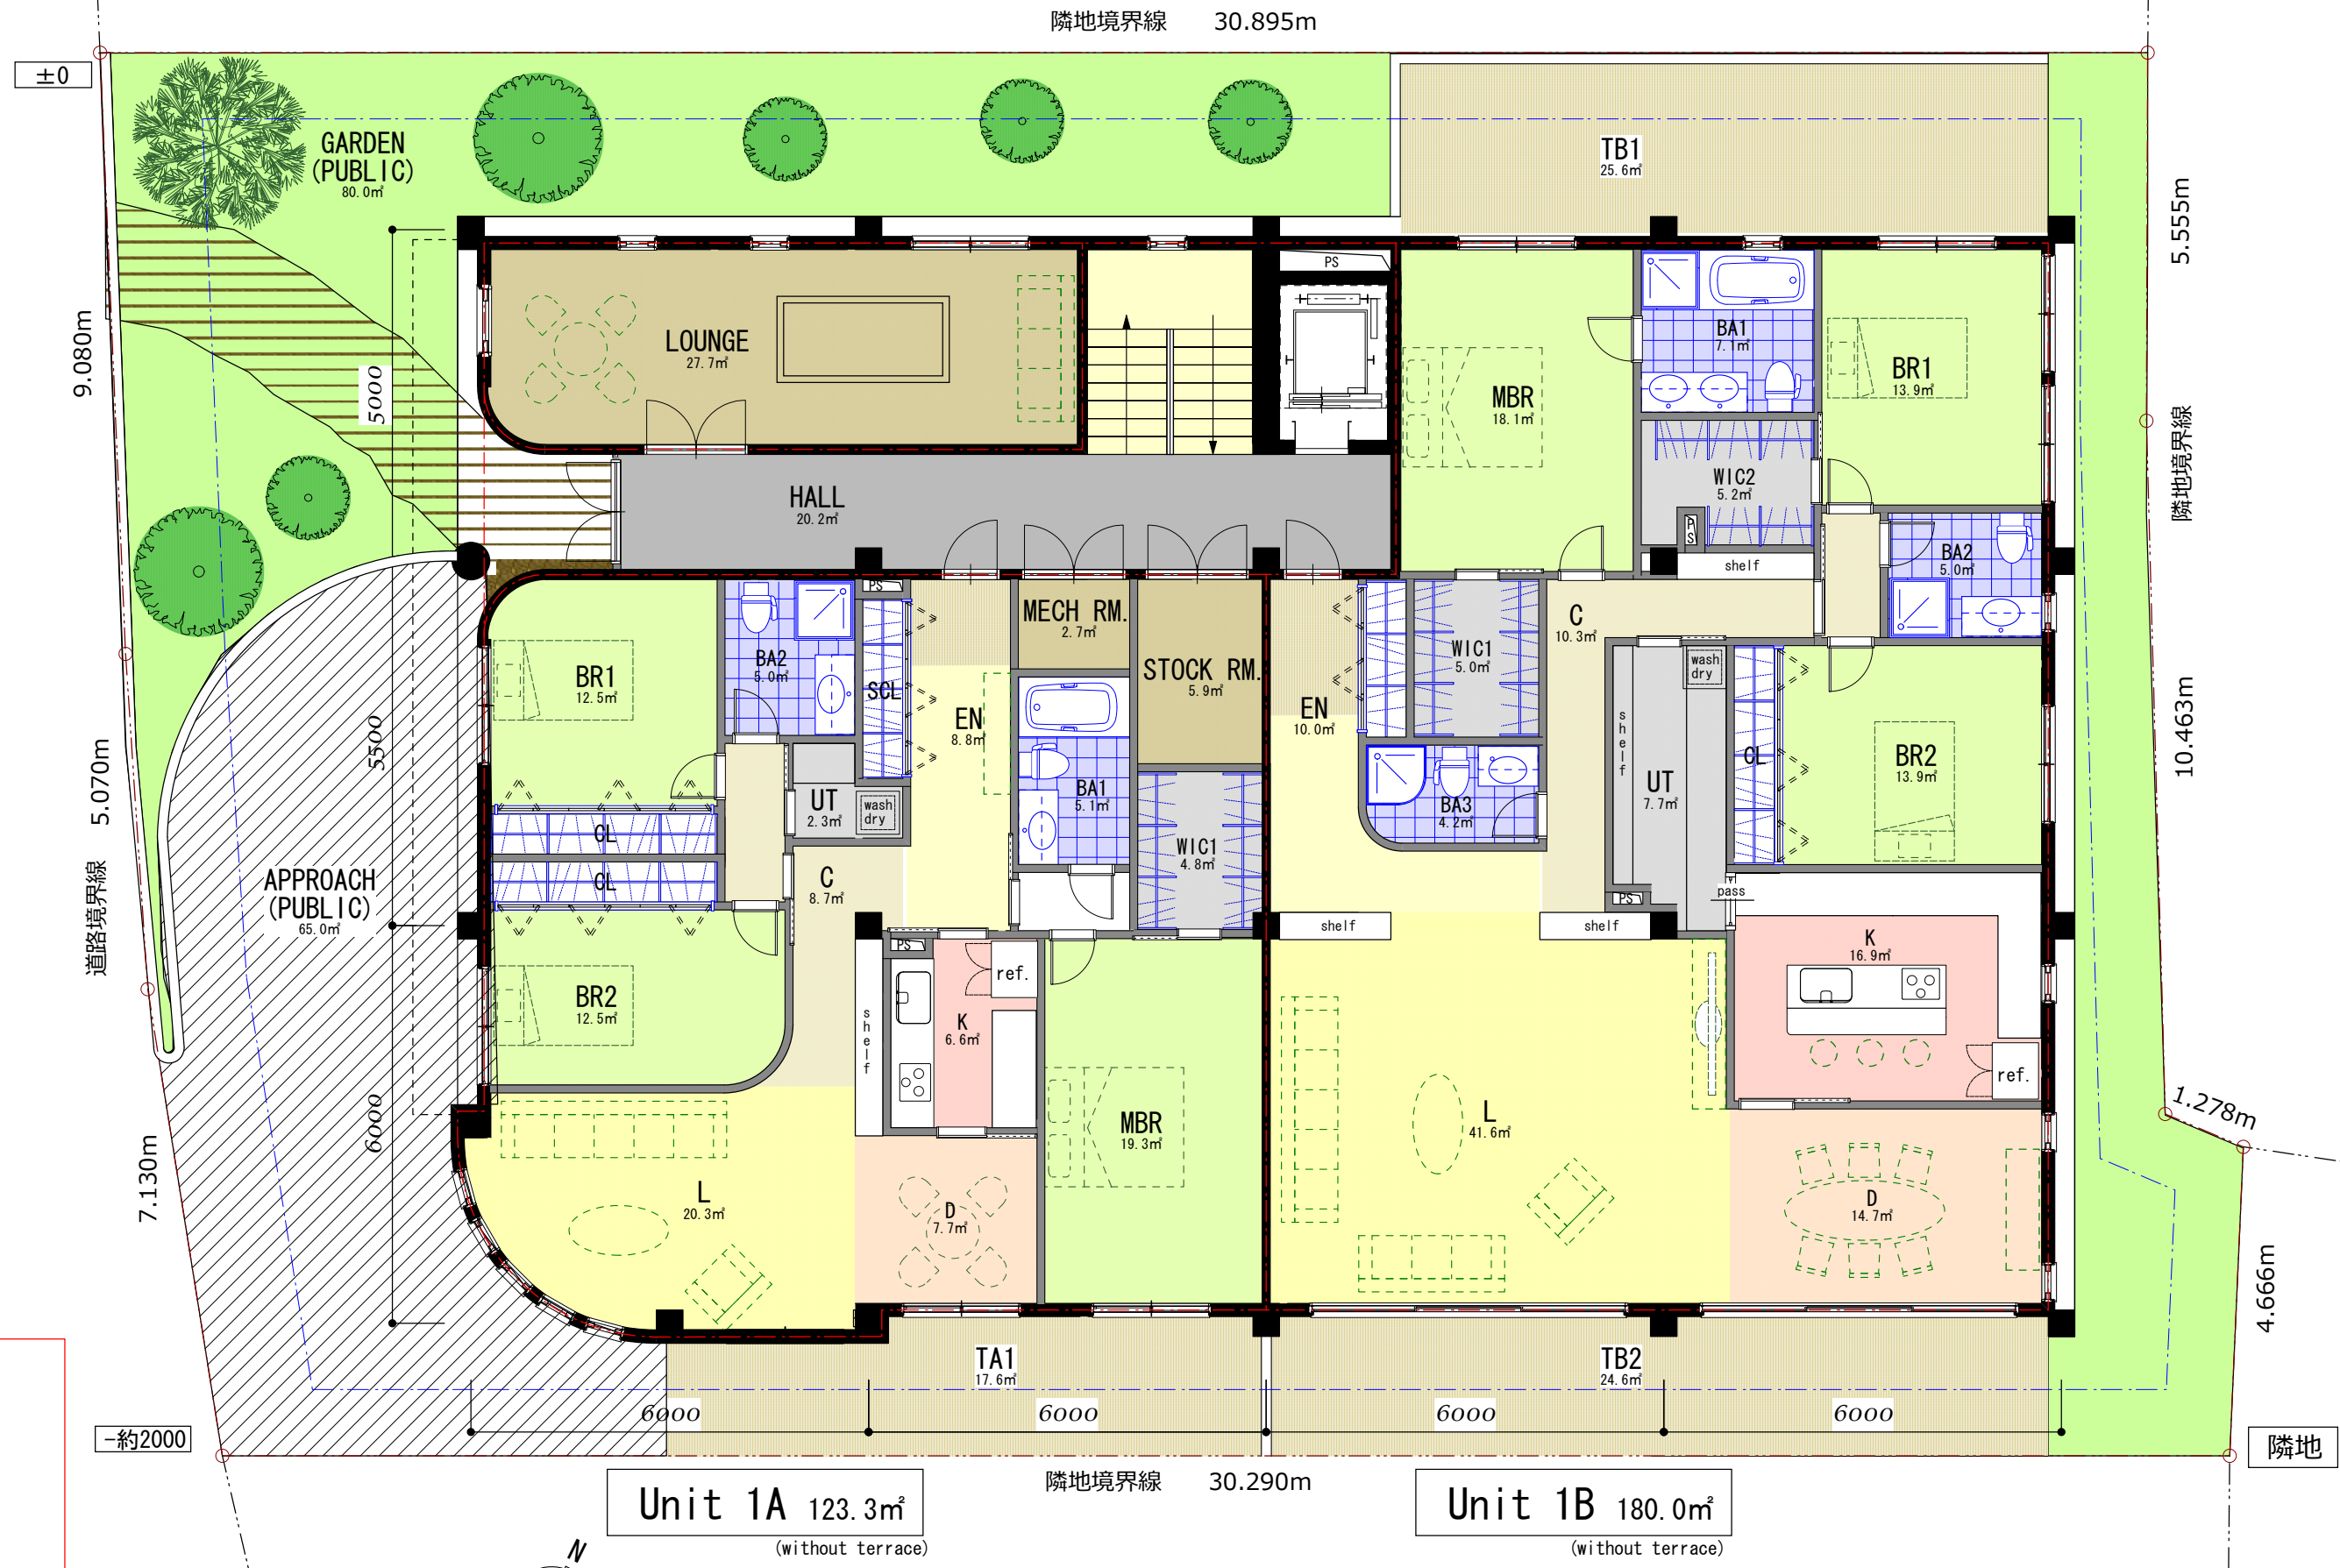 隣地境界線 30.895m
±0
GARDEN
(PUBLIC)
80.0㎡
TB1
25.6㎡
5.555m
隣地境界線
10.463m
1.278m
4.666m
隣地
9.080m
5.070m
道路境界線
7.130m
-約2000
5000
5500
6000
APPROACH
(PUBLIC)
65.0㎡
LOUNGE
27.7㎡
HALL
20.2㎡
PS
MBR
18.1㎡
BA1
7.1㎡
BR1
13.9㎡
WIC2
5.2㎡
PS
shelf
BA2
5.0㎡
BR1
12.5㎡
BA2
5.0㎡
PS
SCL
EN
8.8㎡
MECH RM.
2.7㎡
STOCK RM.
5.9㎡
BA1
5.1㎡
WIC1
4.8㎡
UT
2.3㎡
wash
dry
CL
CL
C
8.7㎡
BR2
12.5㎡
shelf
PS
ref.
K
6.6㎡
MBR
19.3㎡
L
20.3㎡
D
7.7㎡
EN
10.0㎡
WIC1
5.0㎡
C
10.3㎡
BA3
4.2㎡
shelf
UT
7.7㎡
wash
dry
CL
BR2
13.9㎡
PS
pass
shelf
shelf
K
16.9㎡
ref.
L
41.6㎡
D
14.7㎡
TA1
17.6㎡
TB2
24.6㎡
6000
6000
6000
6000
隣地境界線 30.290m
Unit 1A 123.3㎡
(without terrace)
Unit 1B 180.0㎡
(without terrace)
N